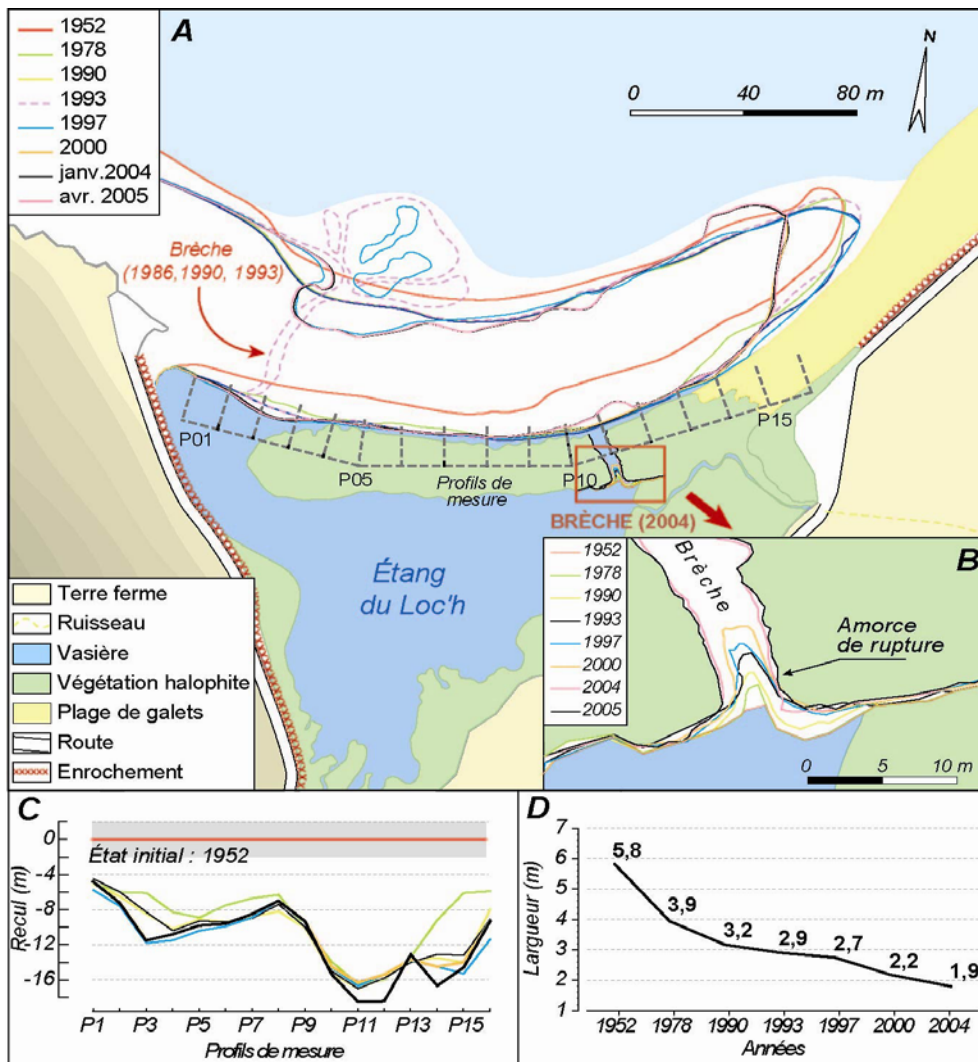 A
1952
1978
1990
1993
1997
2000
janv.2004
avr. 2005
N
0 40 80 m
Brèche
(1986,1990, 1993)
P01
P05
P10
P15
Profils de
mesure
BRÈCHE (2004)
Étang
du Loc'h
Terre ferme
Ruisseau
Vasière
Végétation halophite
Plage de galets
Route
Enrochement
B
1952
1978
1990
1993
1997
2000
2004
2005
Brèche
Amorce
de rupture
0 5 10 m
C
Recul (m)
0
-8
-12
-16
État initial : 1952
P1 P3 P5 P7 P9 P11 P13 P15
Profils de mesure
D
Largueur (m)
7
6
5
4
3
2
1
5,8
3,9
3,2
2,9
2,7
2,2
1,9
1952 1978 1990 1993 1997 2000 2004
Années